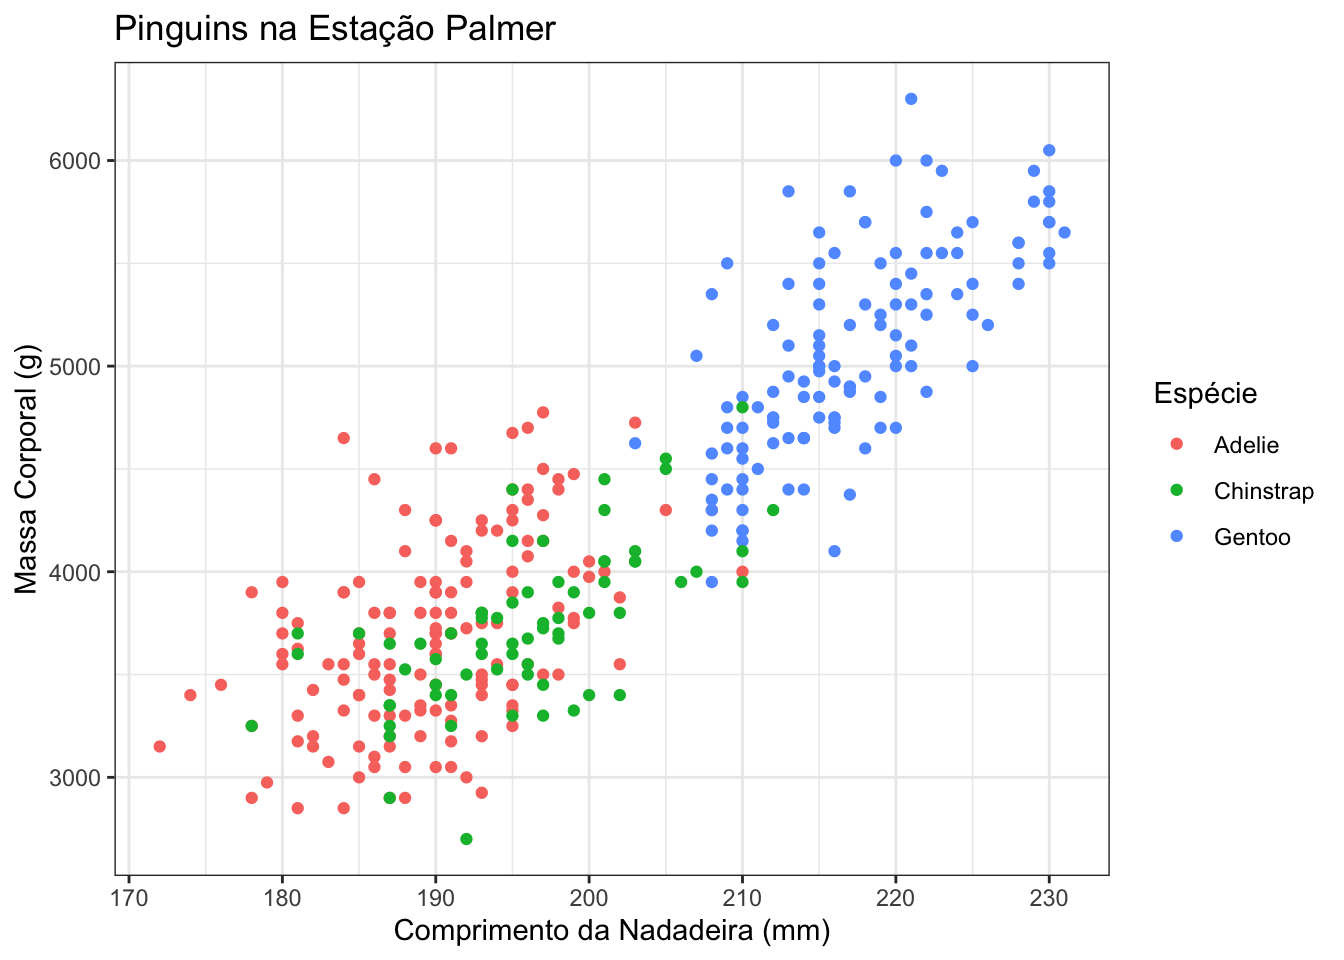 Pinguins na Estação Palmer
Massa Corporal (g)
6000
5000
4000
3000
170 180 190 200 210 220 230
Comprimento da Nadadeira (mm)
Espécie
Adelie
Chinstrap
Gentoo